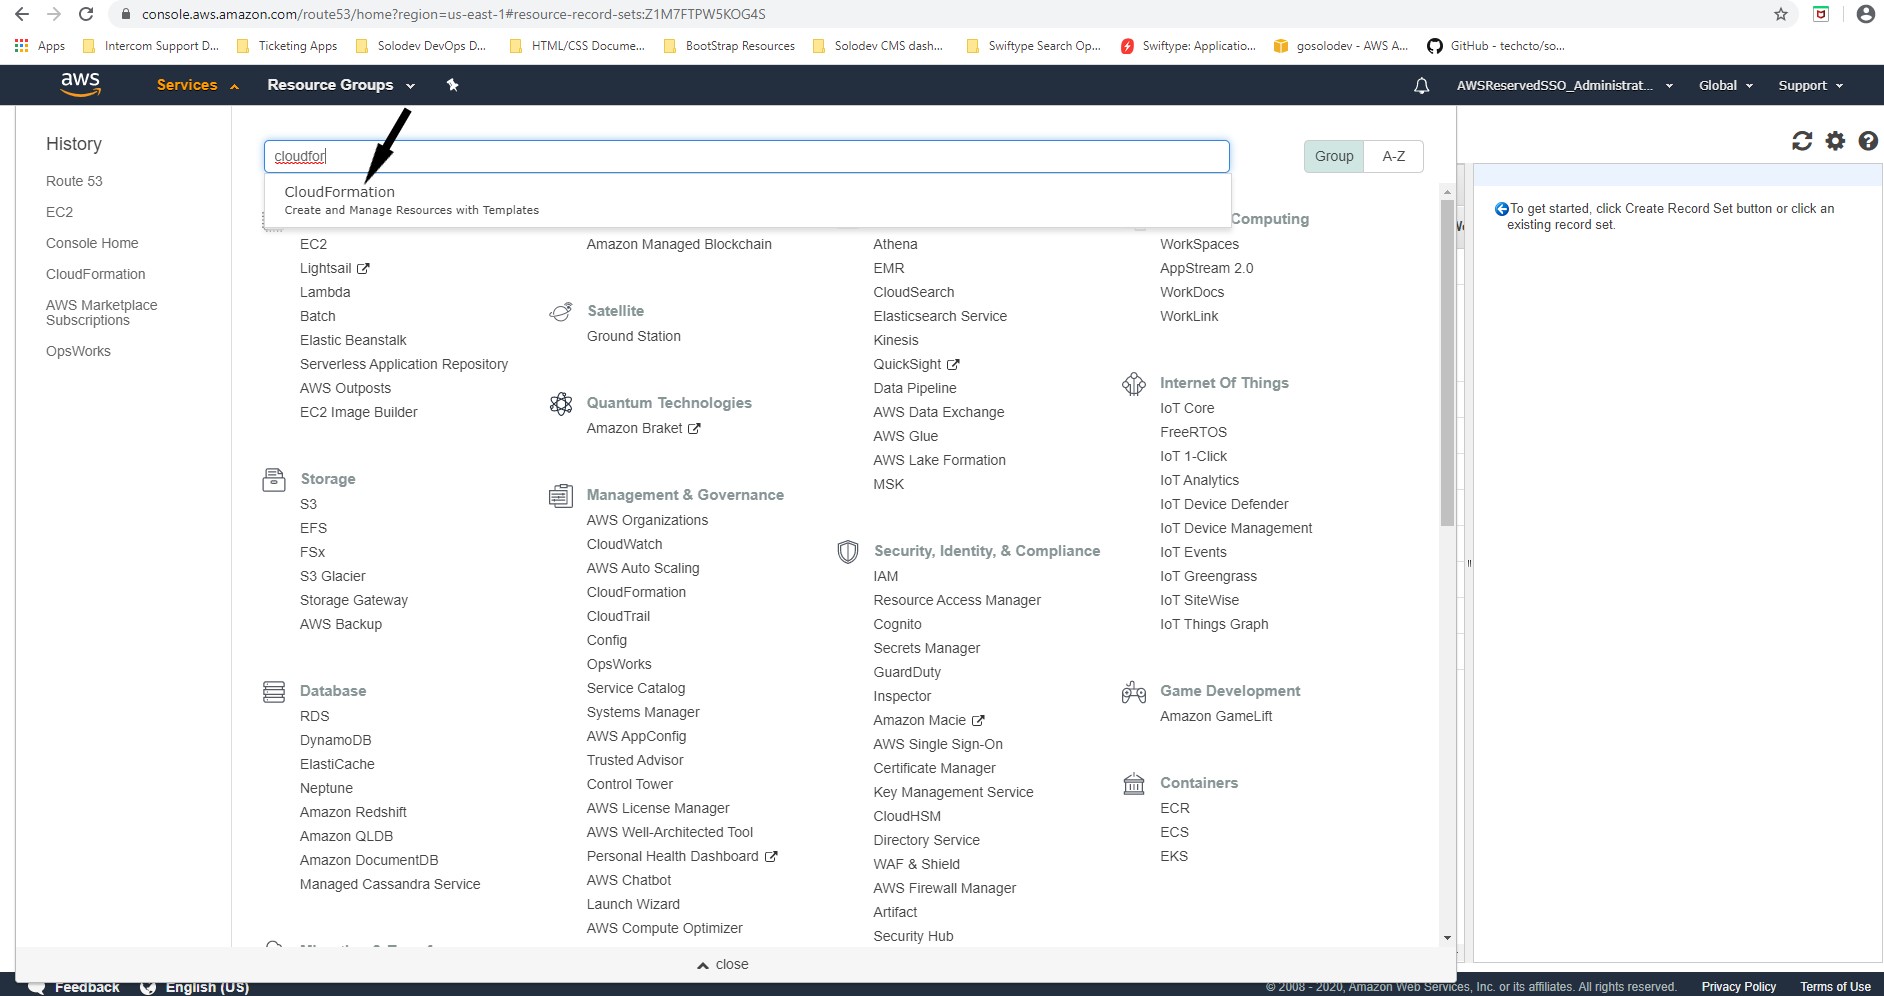 console.aws.amazon.com/route53/home?region=us-east-1#resource-record-sets:Z1M7FTPW5KOG4S
Apps
Intercom Support D...
Ticketing Apps
Solodev DevOps D...
HTML/CSS Docume...
BootStrap Resources
Solodev CMS dash...
Swiftype Search Op...
Swiftype: Applicatio...
gosolodev - AWS A...
GitHub - techcto/so...
aws
Services
Resource Groups
AWSReservedSSO_Administrat...
Global
Support
History
Route 53
EC2
Console Home
CloudFormation
AWS Marketplace
Subscriptions
OpsWorks
cloudfor
Group
A-Z
CloudFormation
Create and Manage Resources with Templates
EC2
Lightsail
Lambda
Batch
Elastic Beanstalk
Serverless Application Repository
AWS Outposts
EC2 Image Builder
Storage
S3
EFS
FSx
S3 Glacier
Storage Gateway
AWS Backup
Database
RDS
DynamoDB
ElastiCache
Neptune
Amazon Redshift
Amazon QLDB
Amazon DocumentDB
Managed Cassandra Service
Amazon Managed Blockchain
Satellite
Ground Station
Quantum Technologies
Amazon Braket
Management & Governance
AWS Organizations
CloudWatch
AWS Auto Scaling
CloudFormation
CloudTrail
Config
OpsWorks
Service Catalog
Systems Manager
AWS AppConfig
Trusted Advisor
Control Tower
AWS License Manager
AWS Well-Architected Tool
Personal Health Dashboard
AWS Chatbot
Launch Wizard
AWS Compute Optimizer
Athena
EMR
CloudSearch
Elasticsearch Service
Kinesis
QuickSight
Data Pipeline
AWS Data Exchange
AWS Glue
AWS Lake Formation
MSK
Security, Identity, & Compliance
IAM
Resource Access Manager
Cognito
Secrets Manager
GuardDuty
Inspector
Amazon Macie
AWS Single Sign-On
Certificate Manager
Key Management Service
CloudHSM
Directory Service
WAF & Shield
AWS Firewall Manager
Artifact
Security Hub
Computing
WorkSpaces
AppStream 2.0
WorkDocs
WorkLink
Internet Of Things
IoT Core
FreeRTOS
IoT 1-Click
IoT Analytics
IoT Device Defender
IoT Device Management
IoT Events
IoT Greengrass
IoT SiteWise
IoT Things Graph
Game Development
Amazon GameLift
Containers
ECR
ECS
EKS
To get started, click Create Record Set button or click an
existing record set.
close
Feedback
English (US)
© 2008 - 2020, Amazon Web Services, Inc. or its affiliates. All rights reserved.
Privacy Policy
Terms of Use